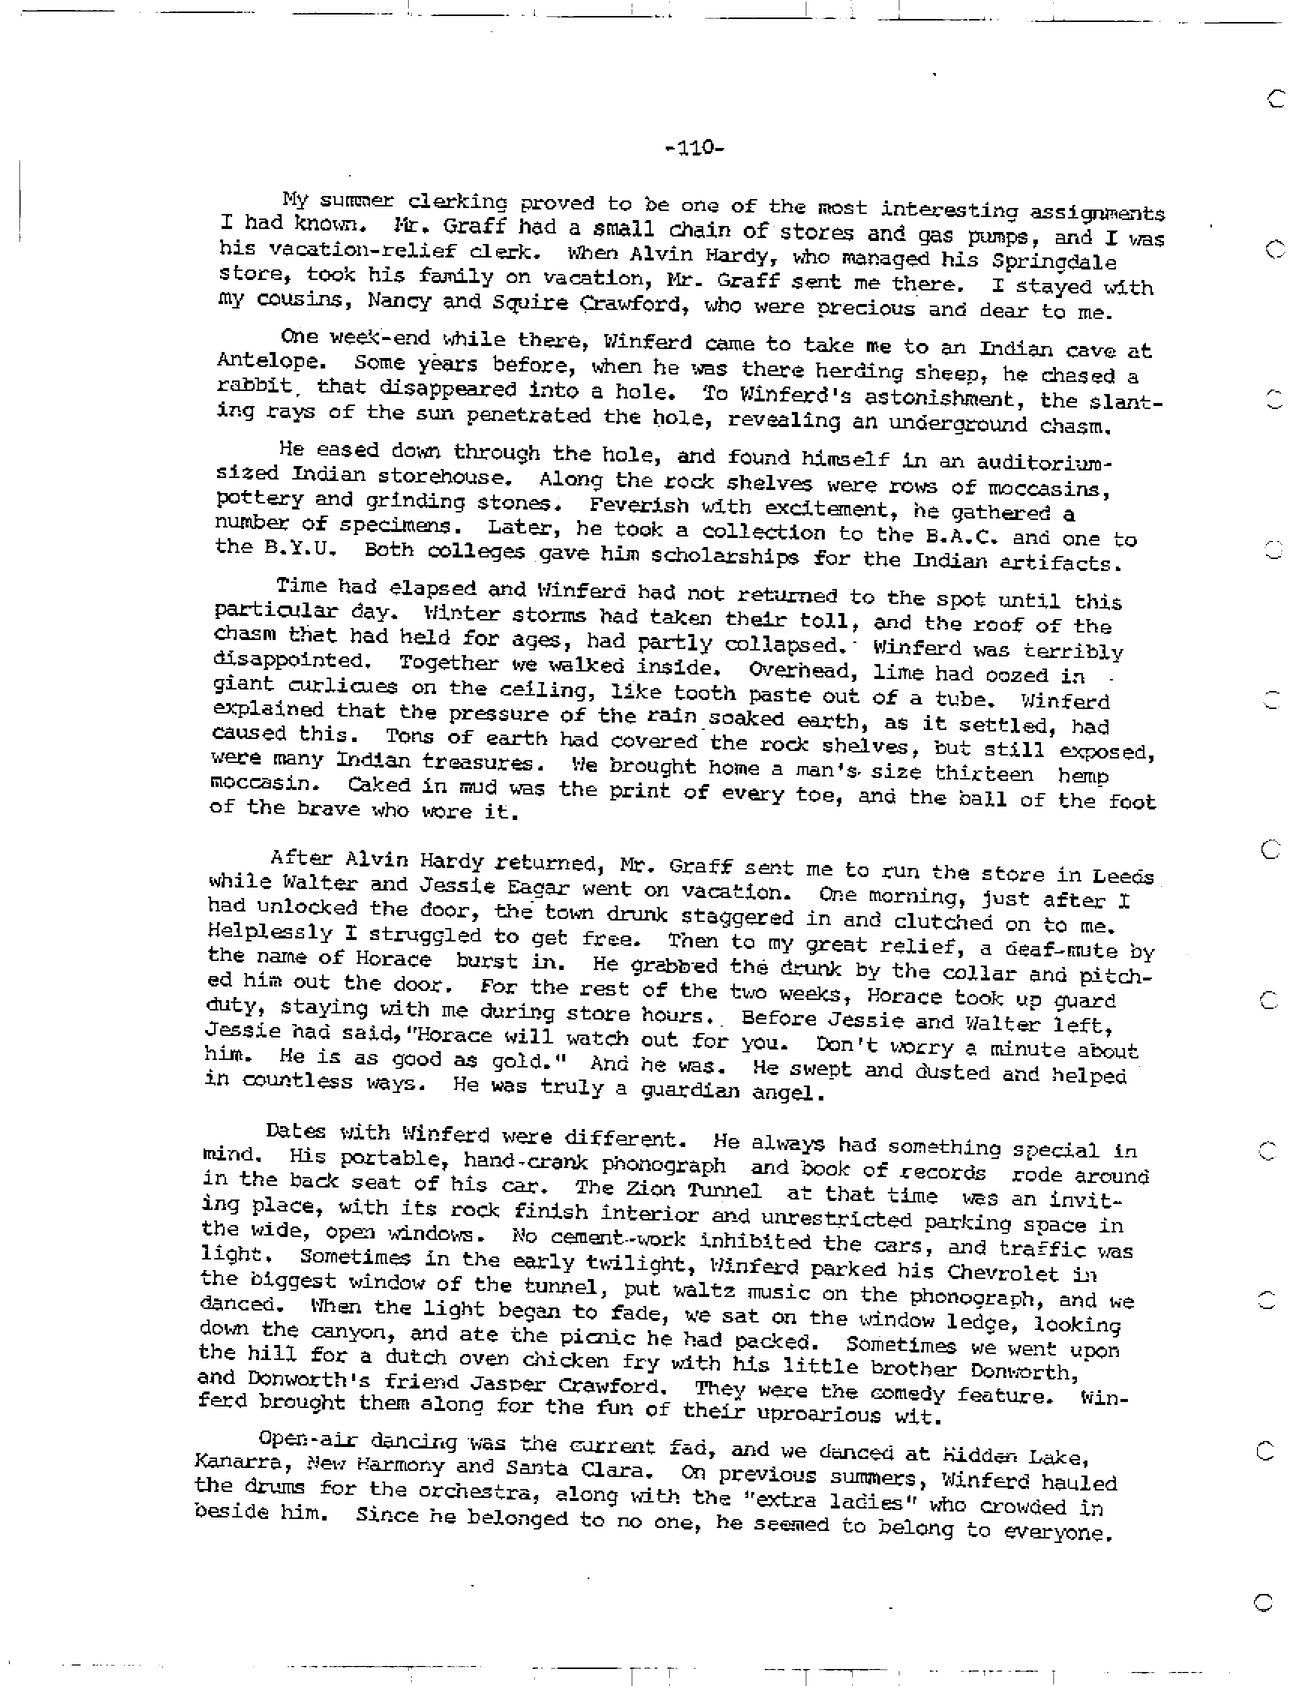 -110-
My summer clerking proved to be one of the most interesting assignments
I had known. Mr. Graff had a small chain of stores and gas pumps, and I was
his vacation-relief clerk. When Alvin Hardy, who managed his Springdale
store, took his family on vacation, Mr. Graff sent me there. I stayed with
my cousins, Nancy and Squire Crawford, who were precious and dear to me.
One week-end while there, Winferd came to take me to an Indian cave at
Antelope. Some years before, when he was there herding sheep, he chased a
rabbit that disappeared into a hole. To Winferd's astonishment, the slant-
ing rays of the sun penetrated the hole, revealing an underground chasm.
He eased down through the hole, and found himself in an auditorium-
sized Indian storehouse. Along the rock shelves were rows of moccasins,
pottery and grinding stones. Feverish with excitement, he gathered a
number of specimens. Later, he took a collection to the B.A.C. and one to
the B.Y.U. Both colleges gave him scholarships for the Indian artifacts.
Time had elapsed and Winferd had not returned to the spot until this
particular day. Winter storms had taken their toll, and the roof of the
chasm that had held for ages, had partly collapsed. Winferd was terribly
disappointed. Together we walked inside. Overhead, lime had oozed in
giant curlicues on the ceiling, like tooth paste out of a tube. Winferd
explained that the pressure of the rain soaked earth, as it settled, had
caused this. Tons of earth had covered the rock shelves, but still exposed,
were many Indian treasures. We brought home a man's size thirteen hemp
moccasin. Caked in mud was the print of every toe, and the ball of the foot
of the brave who wore it.
After Alvin Hardy returned, Mr. Graff sent me to run the store in Leeds
while Walter and Jessie Eagar went on vacation. One morning, just after I
had unlocked the door, the town drunk staggered in and clutched on to me.
Helplessly I struggled to get free. Then to my great relief, a deaf-mute by
the name of Horace burst in. He grabbed the drunk by the collar and pitch-
ed him out the door. For the rest of the two weeks, Horace took up guard
duty, staying with me during store hours. Before Jessie and Walter left,
Jessie had said,"Horace will watch out for you. Don't worry a minute about
him. He is as good as gold." And he was. He swept and dusted and helped
in countless ways. He was truly a guardian angel.
Dates with Winferd were different. He always had something special in
mind. His portable, hand-crank phonograph and book of records rode around
in the back seat of his car. The Zion Tunnel at that time was an invit-
ing place, with its rock finish interior and unrestricted parking space in
the wide, open windows. No cement-work inhibited the cars, and traffic was
light. Sometimes in the early twilight, Winferd parked his Chevrolet in
the biggest window of the tunnel, put waltz music on the phonograph, and we
danced. When the light began to fade, we sat on the window ledge, looking
down the canyon, and ate the picnic he had packed. Sometimes we went upon
the hill for a dutch oven chicken fry with his little brother Donworth,
and Donworth's friend Jasper Crawford. They were the comedy feature. Win-
ferd brought them along for the fun of their uproarious wit.
Open-air dancing was the current fad, and we danced at Hidden Lake,
Kanarra, New Harmony and Santa Clara. On previous summers, Winferd hauled
the drums for the orchestra, along with the "extra ladies" who crowded in
beside him. Since he belonged to no one, he seemed to belong to everyone.